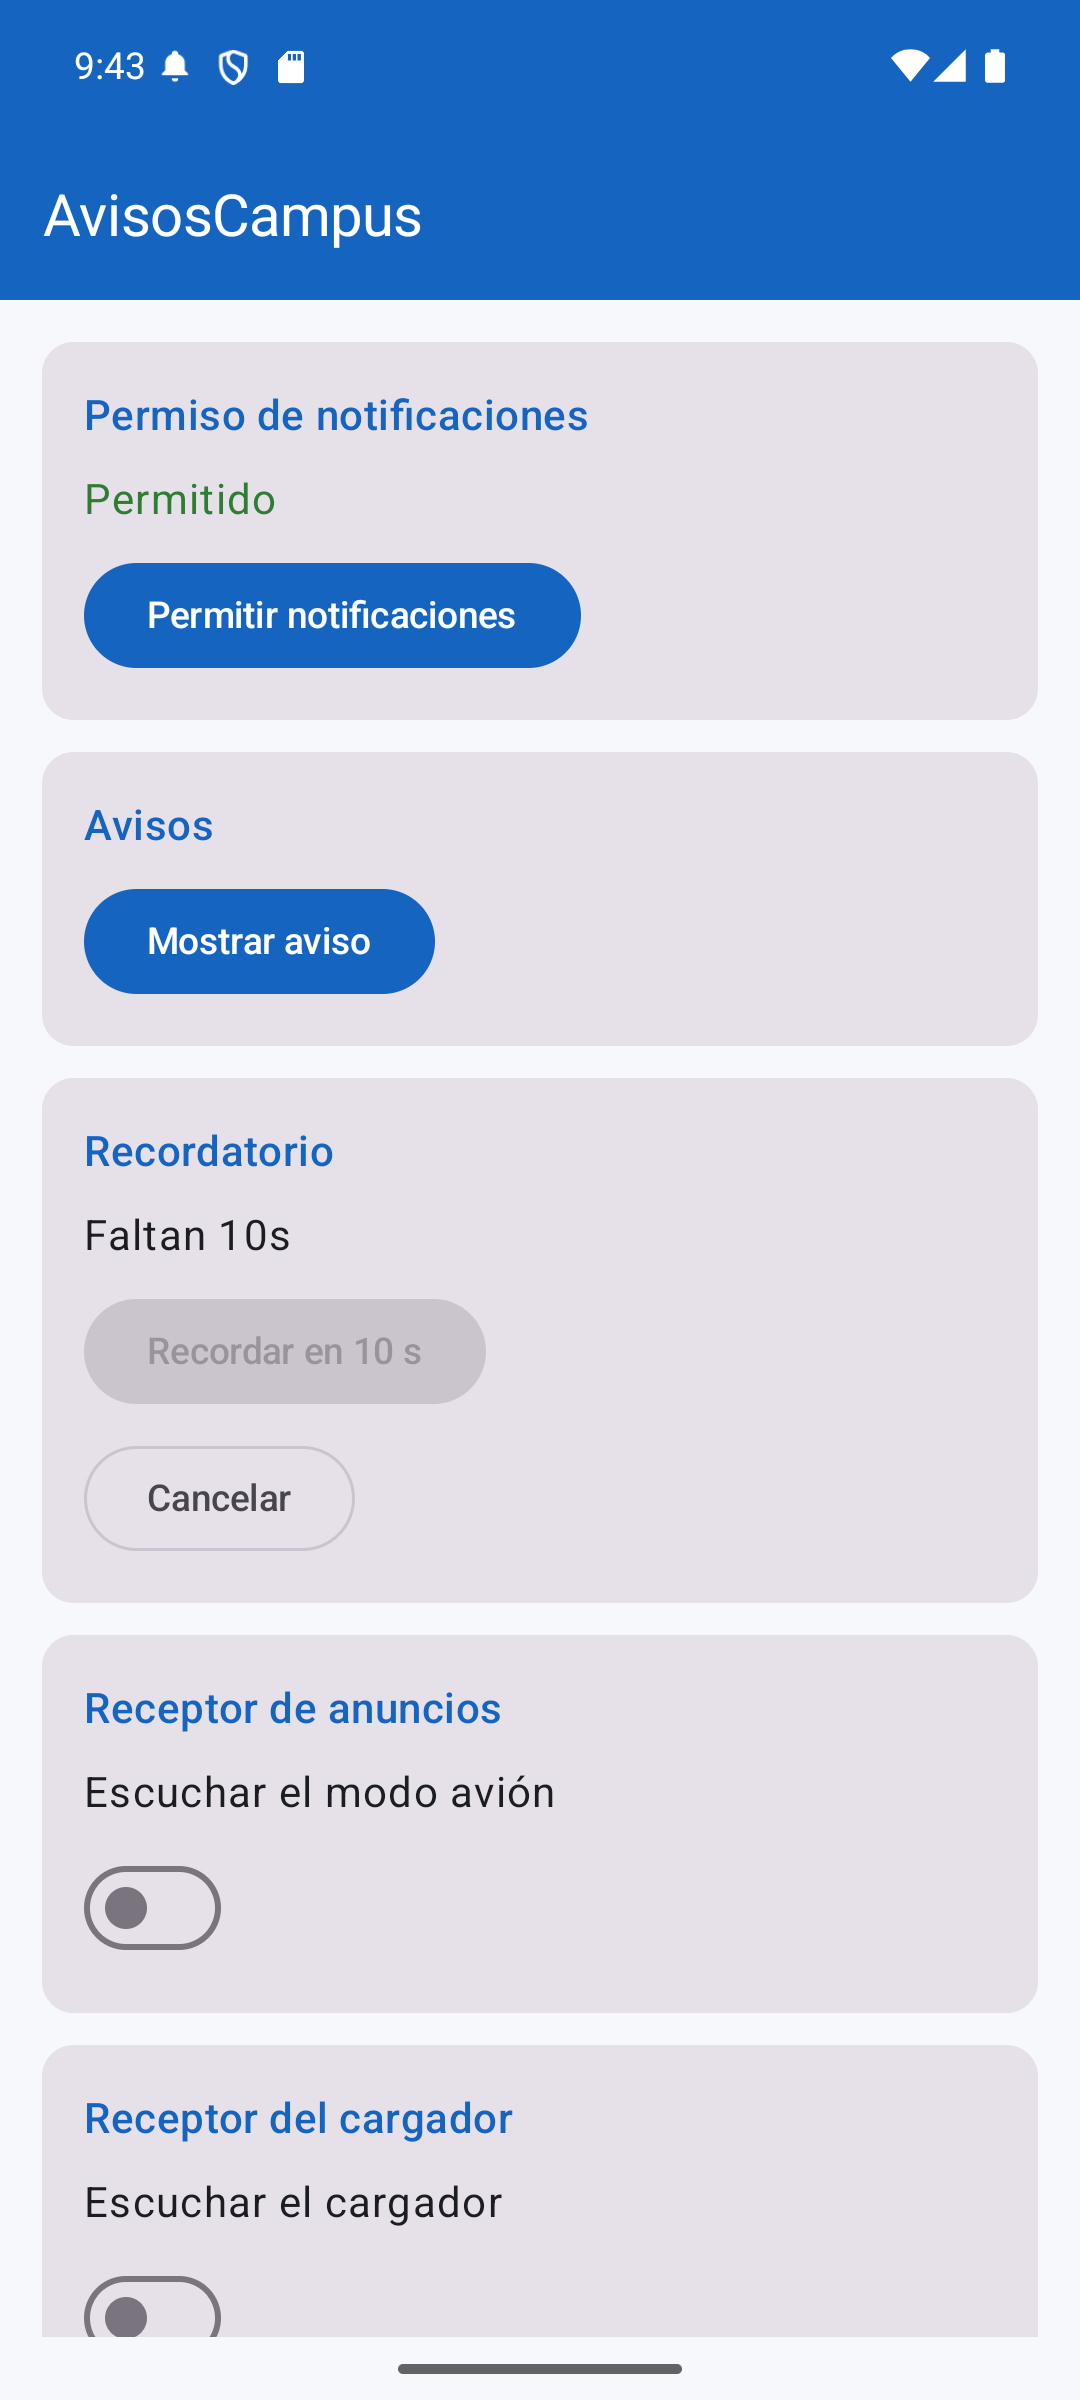 9:43
AvisosCampus
Permiso de notificaciones
Permitido
Permitir notificaciones
Avisos
Mostrar aviso
Recordatorio
Faltan 10s
Recordar en 10 s
Cancelar
Receptor de anuncios
Escuchar el modo avión
Receptor del cargador
Escuchar el cargador